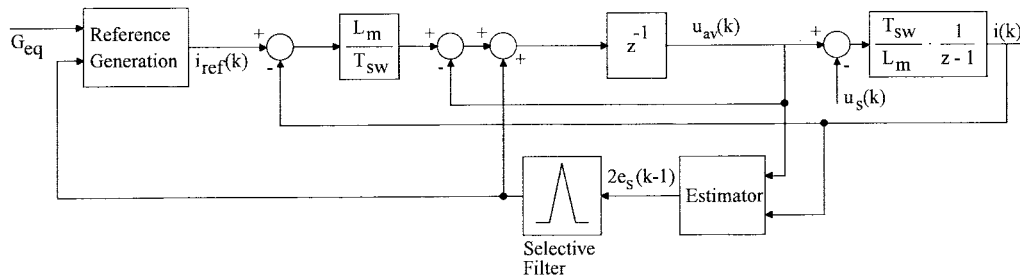 G_eq
Reference
Generation
i_ref(k)
+
-
L_m
T_sw
+
-
+
+
z^-1
u_av(k)
+
-
u_s(k)
T_sw
L_m
·
1
z - 1
i(k)
2e_s(k-1)
Estimator
Selective
Filter